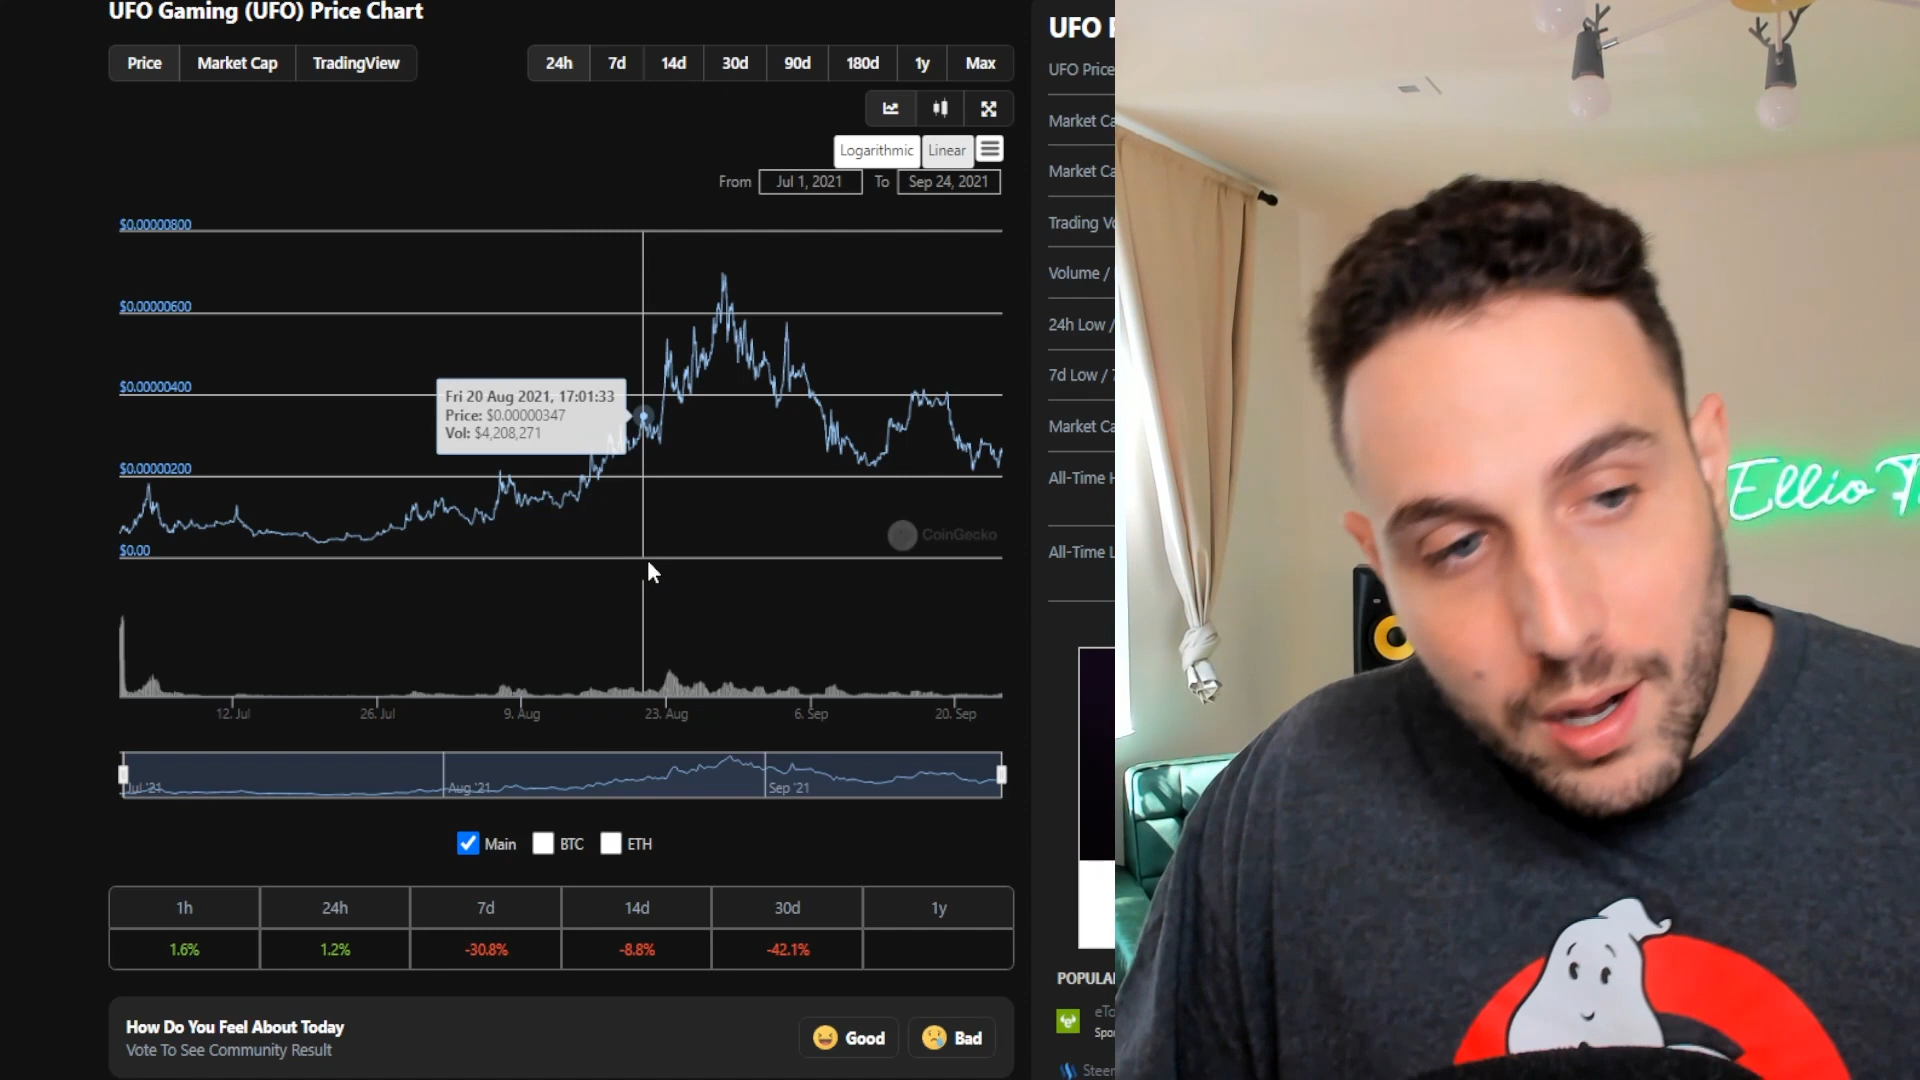 UFO Gaming (UFO) Price Chart
Price Market Cap TradingView
24h 7d 14d 30d 90d 180d 1y Max
Logarithmic Linear
From Jul 1, 2021 To Sep 24, 2021
$0.00000800
$0.00000600
$0.00000400
$0.00000200
$0.00
Fri 20 Aug 2021, 17:01:33
Price: $0.00000347
Vol: $4,208,271
CoinGecko
12. Jul 26. Jul 9. Aug 23. Aug 6. Sep 20. Sep
Jul '21 Aug '21 Sep '21
Main BTC ETH
1h 24h 7d 14d 30d 1y
1.6% 1.2% -30.8% -8.8% -42.1%
How Do You Feel About Today
Vote To See Community Result
Good Bad
UFO
UFO Price
Market
Market
Trading
Volume /
24h Low /
7d Low /
Market
All-Time
All-Time
Ellio